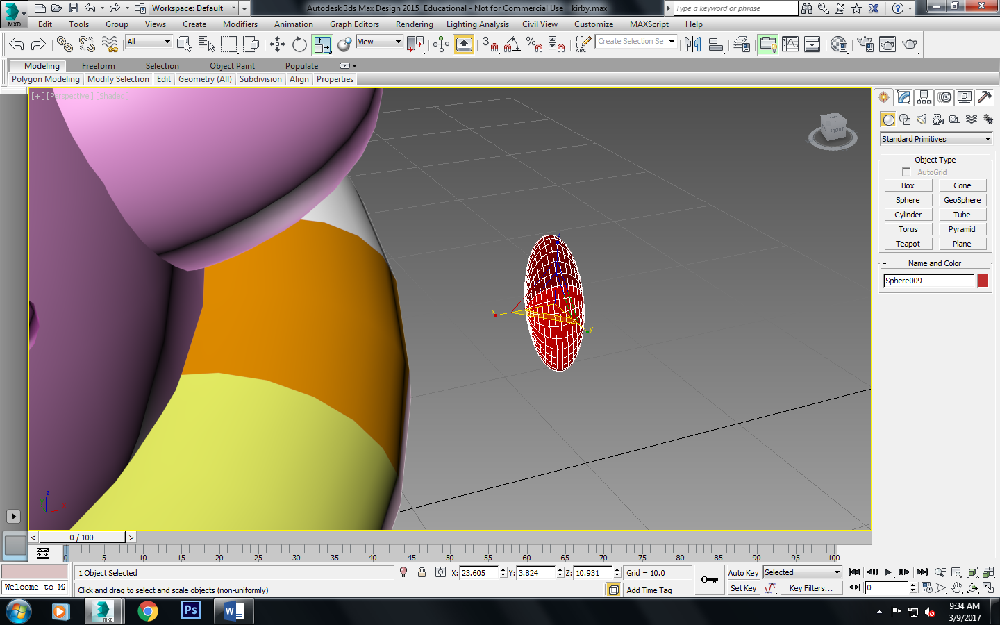 Workspace: Default
Autodesk 3ds Max Design 2015 Educational - Not for Commercial Use kirby.max
Type a keyword or phrase
MXD
Edit Tools Group Views Create Modifiers Animation Graph Editors Rendering Lighting Analysis Civil View Customize MAXScript Help
All View 3 ABC Create Selection Se
Modeling Freeform Selection Object Paint Populate
Polygon Modeling Modify Selection Edit Geometry (All) Subdivision Align Properties
[+] [Perspective] [Shaded]
FRONT
z
x
y
z
x
Standard Primitives
- Object Type
AutoGrid
Box Cone
Sphere GeoSphere
Cylinder Tube
Torus Pyramid
Teapot Plane
- Name and Color
Sphere009
< 0 / 100 >
0 5 10 15 20 25 30 35 40 45 50 55 60 65 70 75 80 85 90 95 100
1 Object Selected X: 23.605 Y: 3.824 Z: 10.931 Grid = 10.0 Auto Key Selected
Welcome to MA Click and drag to select and scale objects (non-uniformly) Add Time Tag Set Key Key Filters... 0
MXD Ps W
9:34 AM
3/9/2017